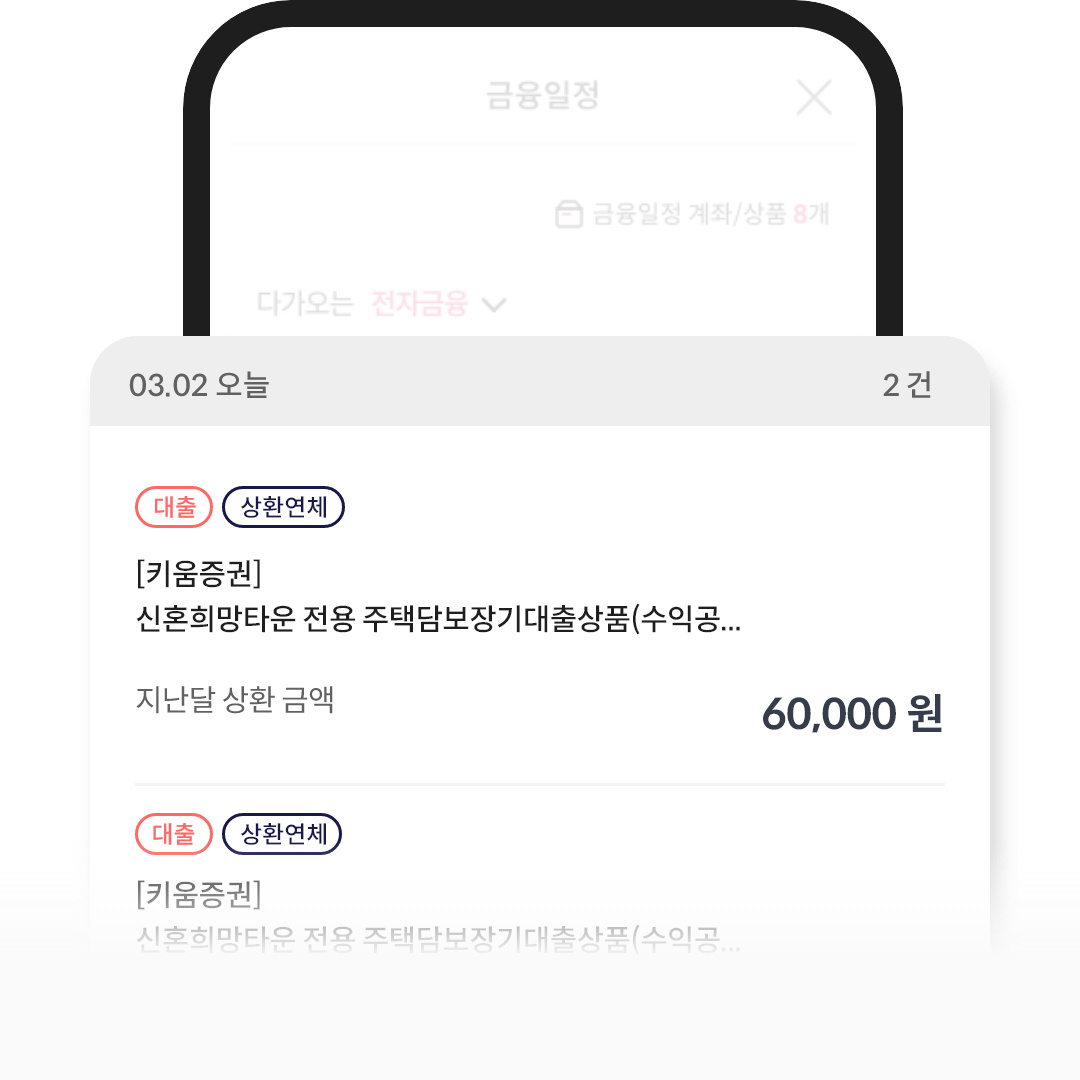 금융일정
금융일정 계좌/상품 8개
다가오는 전자금융
03.02 오늘 2 건
대출 상환연체
[키움증권]
신혼희망타운 전용 주택담보장기대출상품(수익공...
지난달 상환 금액 60,000 원
대출 상환연체
[키움증권]
신혼희망타운 전용 주택담보장기대출상품(수익공...